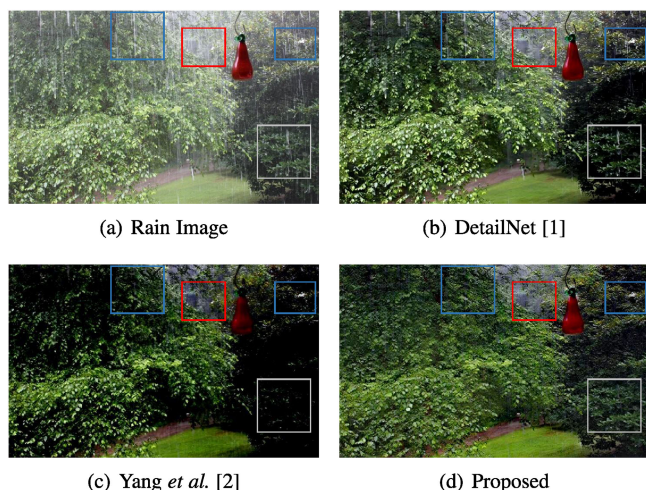 (a) Rain Image
(b) DetailNet [1]
(c) Yang et al. [2]
(d) Proposed